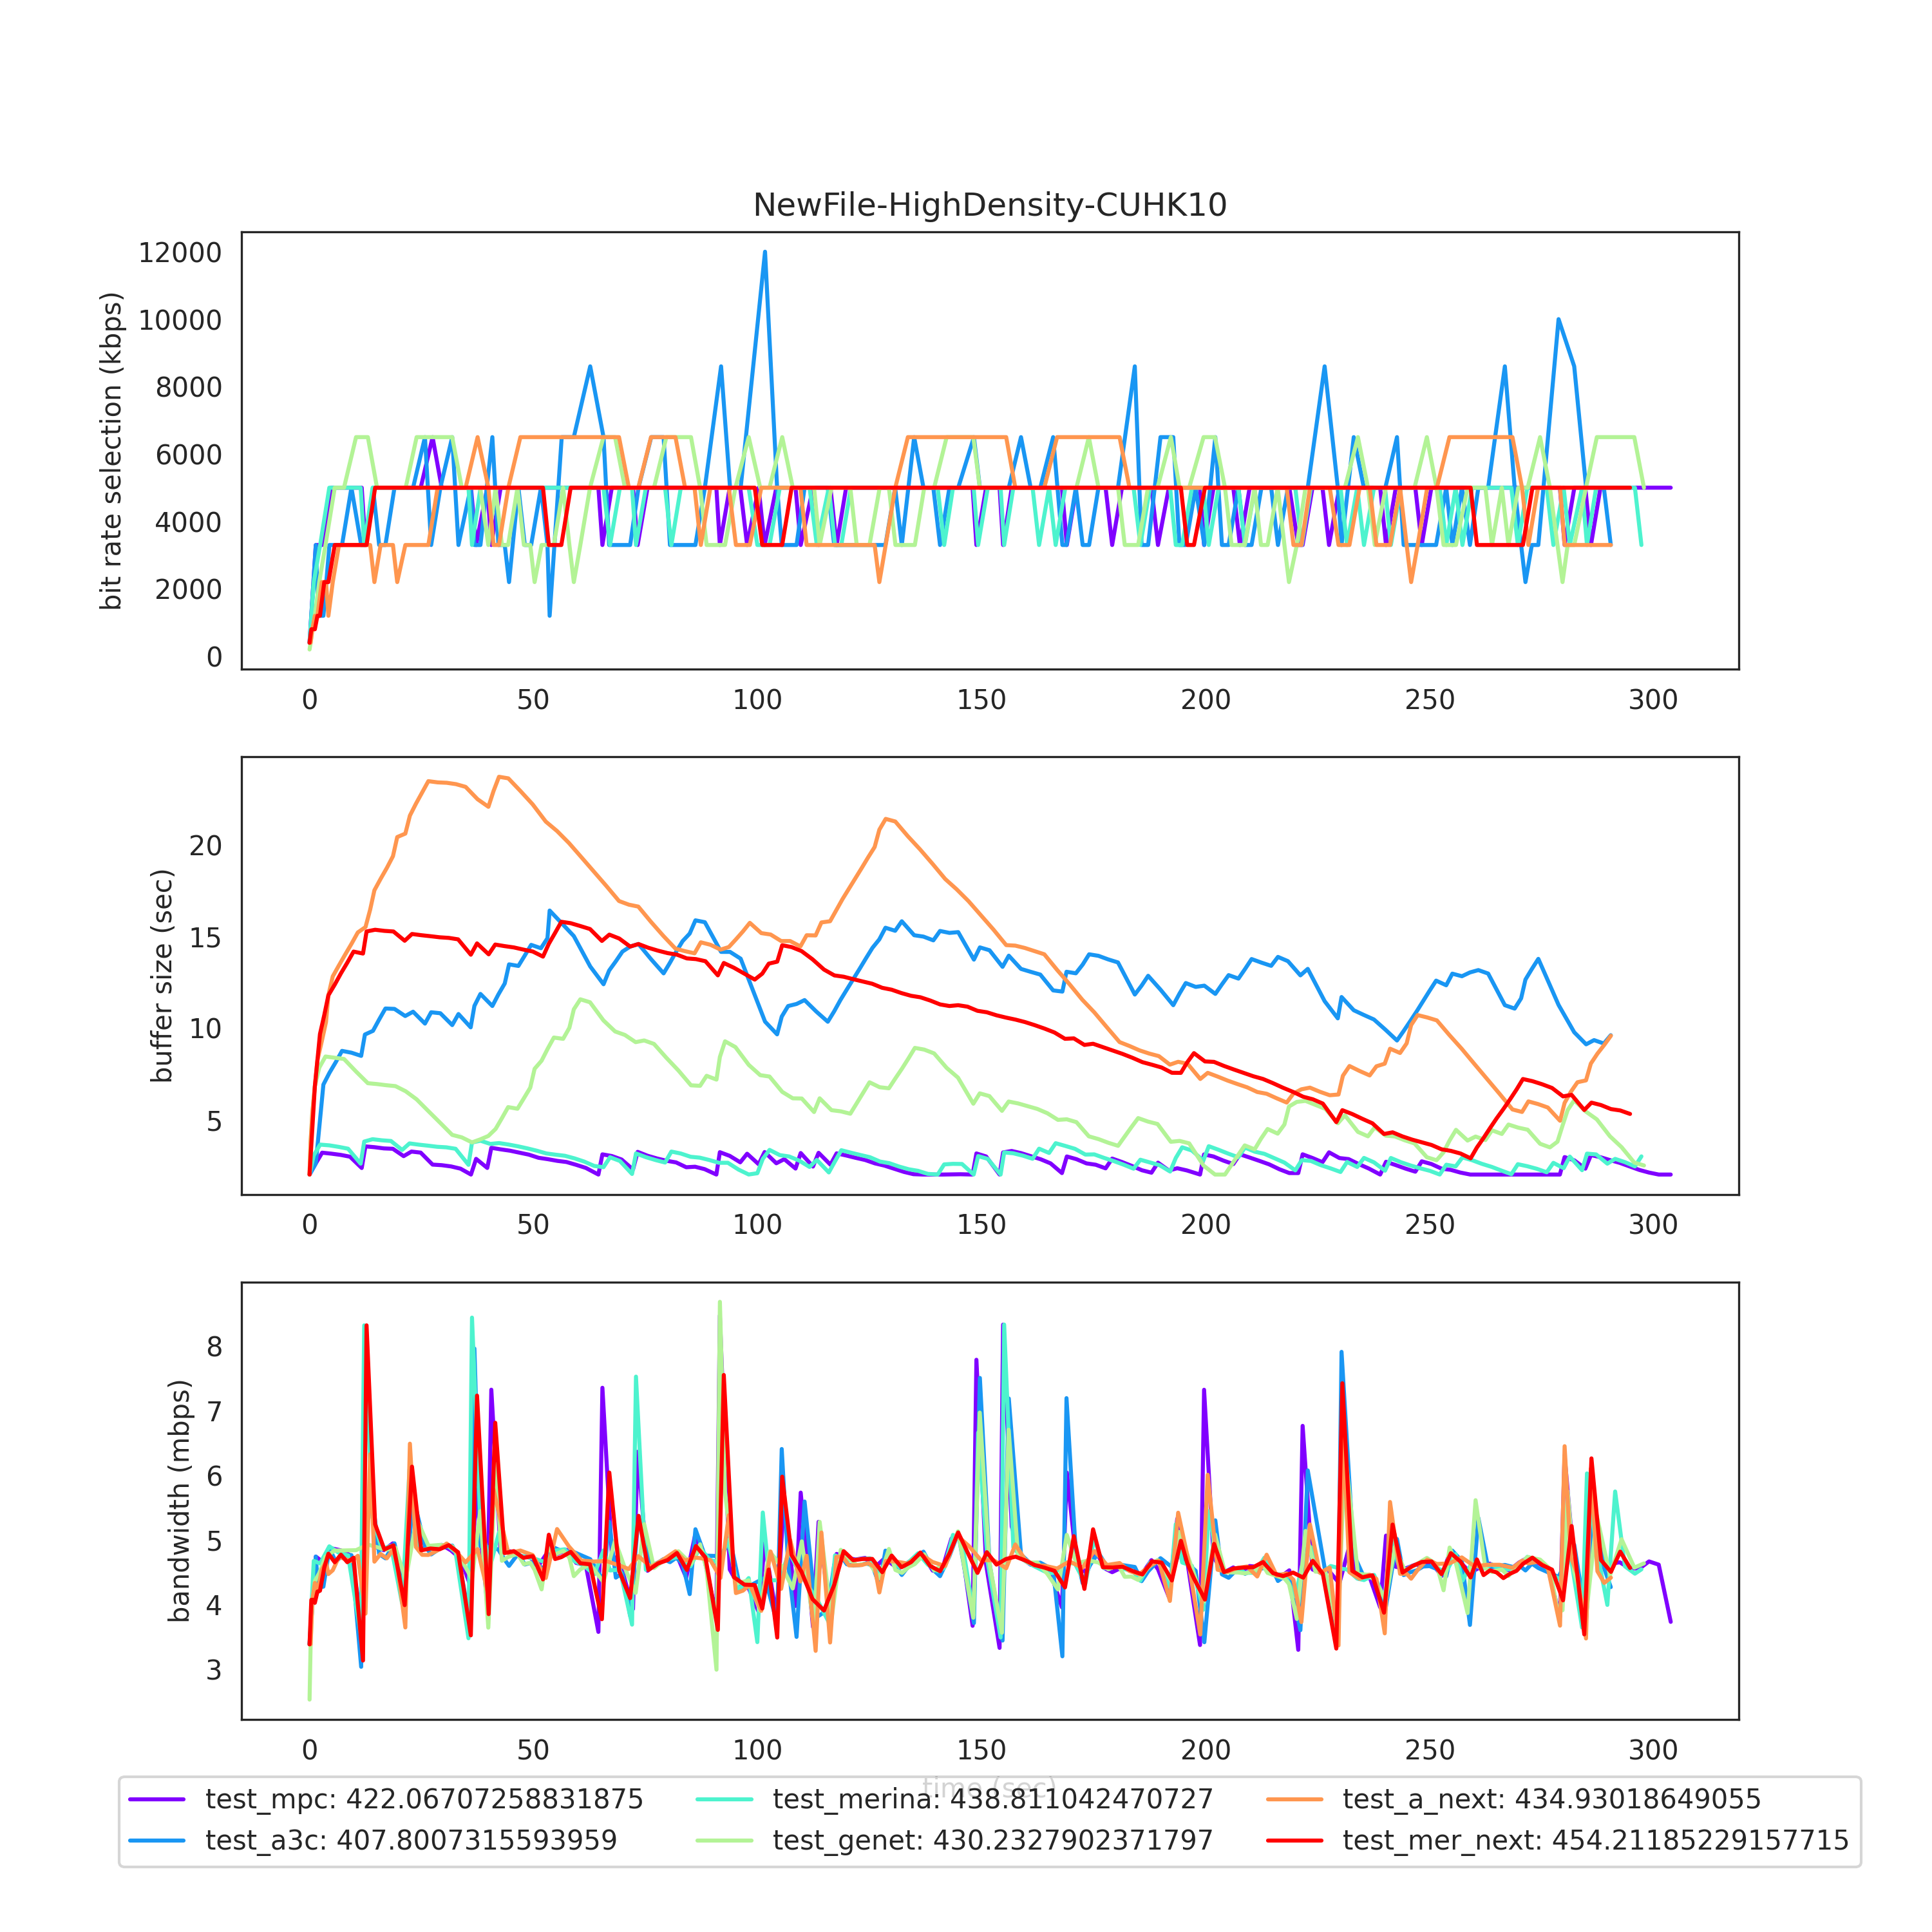 NewFile-HighDensity-CUHK10
bit rate selection (kbps)
12000
10000
8000
6000
4000
2000
0
0 50 100 150 200 250 300
buffer size (sec)
20
15
10
5
0 50 100 150 200 250 300
bandwidth (mbps)
8
7
6
5
4
3
0 50 100 150 200 250 300
time (sec)
test_mpc: 422.06707258831875
test_a3c: 407.8007315593959
test_merina: 438.811042470727
test_genet: 430.2327902371797
test_a_next: 434.93018649055
test_mer_next: 454.21185229157715